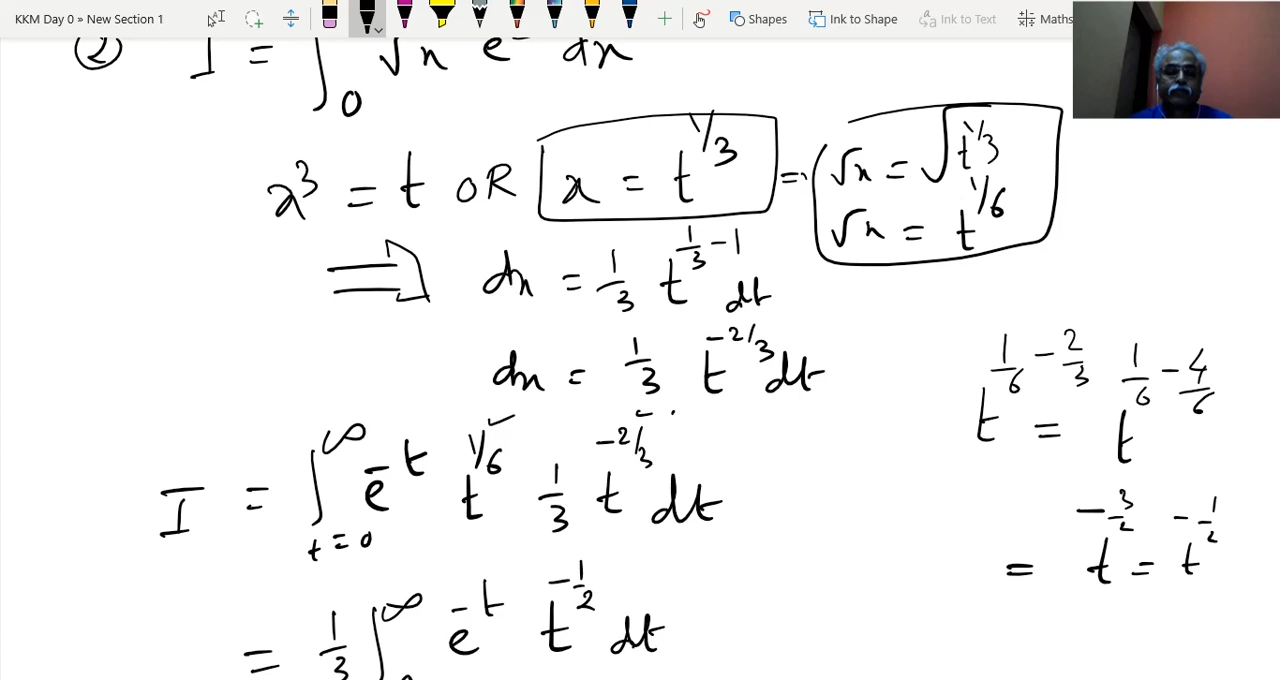 KKM Day 0 » New Section 1 Shapes Ink to Shape Ink to Text Maths
② I = ∫₀ √x e⁻ dx
x³ = t OR x = t^1/3 => √x = √t^1/3
√x = t^1/6
=> dx = 1/3 t^1/3-1 dt
dx = 1/3 t^-2/3 dt
t^1/6-2/3 = t^1/6-4/6
I = ∫_t=0^∞ e^-t t^1/6 1/3 t^-2/3 dt
= t^-3/2 = t^-1/2
= 1/3 ∫₀^∞ e^-t t^-1/2 dt